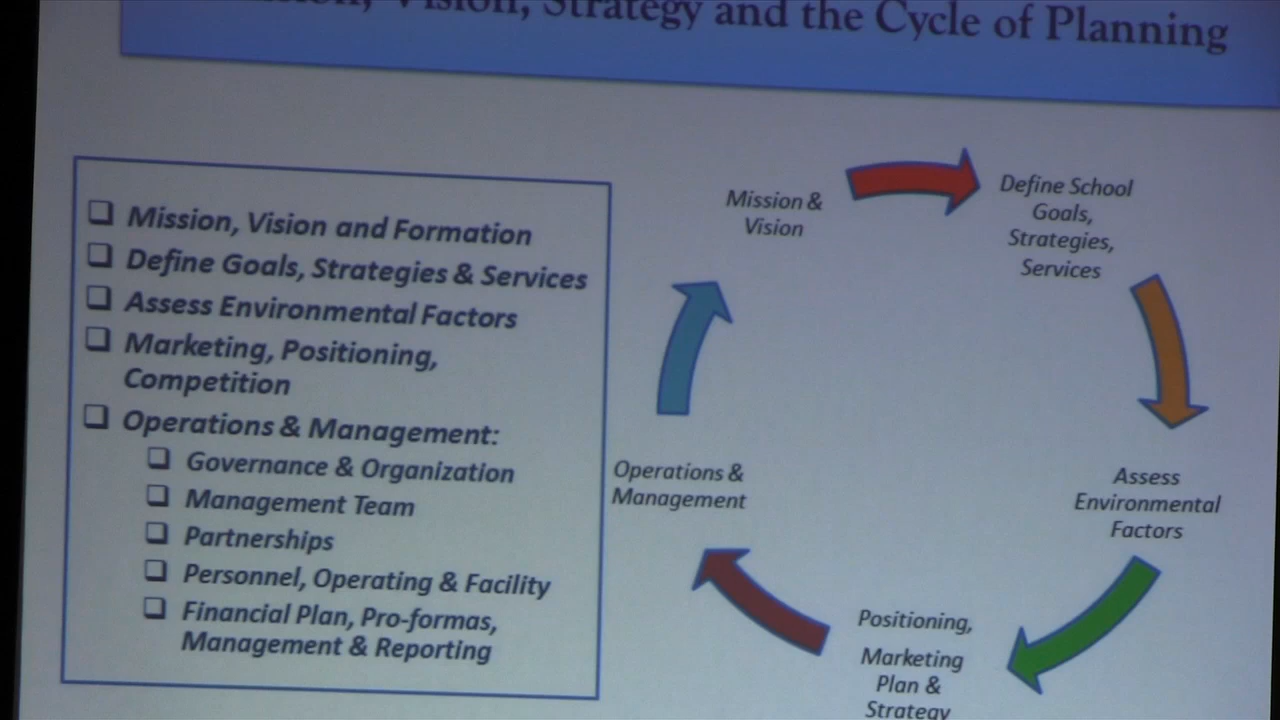 Vision, Strategy and the Cycle of Planning
Mission, Vision and Formation
Define Goals, Strategies & Services
Assess Environmental Factors
Marketing, Positioning,
Competition
Operations & Management:
Governance & Organization
Management Team
Partnerships
Personnel, Operating & Facility
Financial Plan, Pro-formas,
Management & Reporting
Mission &
Vision
Define School
Goals,
Strategies,
Services
Assess
Environmental
Factors
Positioning,
Marketing
Plan &
Strategy
Operations &
Management